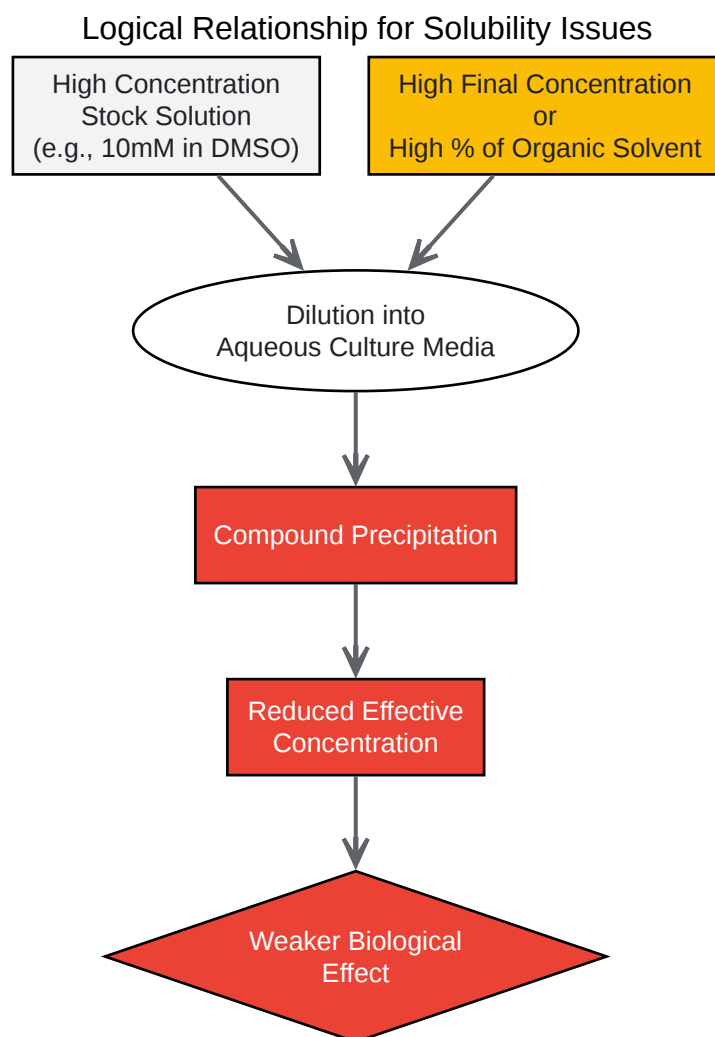 Logical Relationship for Solubility Issues
High Concentration
Stock Solution
(e.g., 10mM in DMSO)
High Final Concentration
or
High % of Organic Solvent
Dilution into
Aqueous Culture Media
Compound Precipitation
Reduced Effective
Concentration
Weaker Biological
Effect